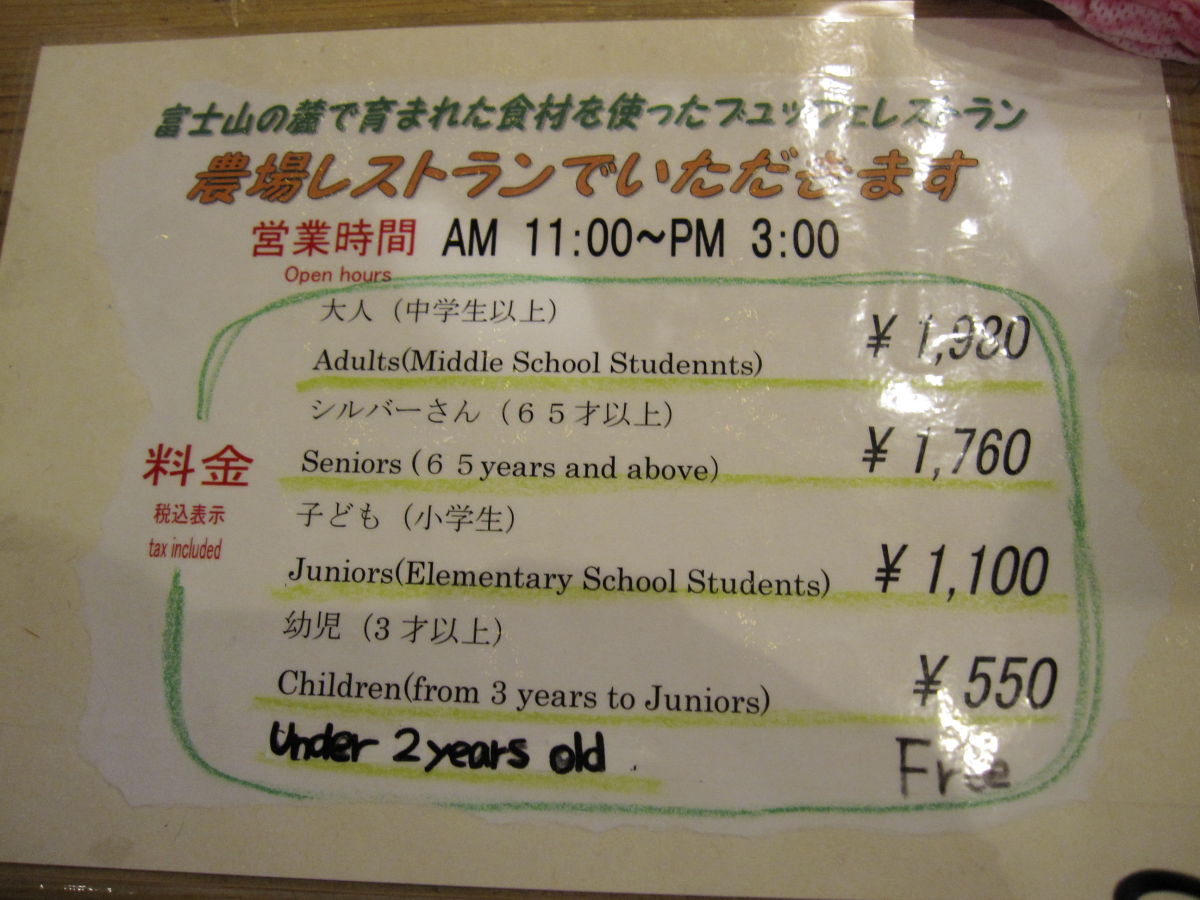 富士山の麓で育まれた食材を使ったブュッフェレストラン
農場レストランでいただきます
営業時間 AM 11:00～PM 3:00
Open hours
大人（中学生以上）
Adults(Middle School Studennts) ¥ 1,980
シルバーさん（６５才以上）
Seniors (６５years and above) ¥ 1,760
料金
税込表示
tax included
子ども（小学生）
Juniors(Elementary School Students) ¥ 1,100
幼児（3才以上）
Children(from 3 years to Juniors) ¥ 550
Under 2 years old Free